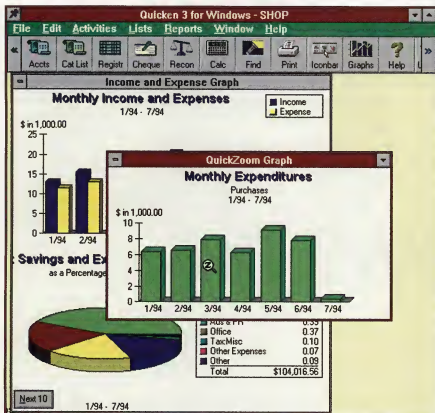 Quicken 3 for Windows - SHOP
File Edit Activities Lists Reports Window Help
Accts Cat List Registr Cheque Recon Calc Find Print Iconbar Graphs Help
Income and Expense Graph
Monthly Income and Expenses
1/94 - 7/94
Income
Expense
$ in 1,000.00
25
20
15
10
5
0
1/94 2/94
QuickZoom Graph
Monthly Expenditures
Purchases
1/94 - 7/94
$ in 1,000.00
10
8
6
4
2
0
1/94 2/94 3/94 4/94 5/94 6/94 7/94
Savings and Ex
as a Percentage
Office 0.37
Tax:Misc 0.10
Other Expenses 0.07
Other 0.09
Total $104,016.56
Next 10
1/94 - 7/94